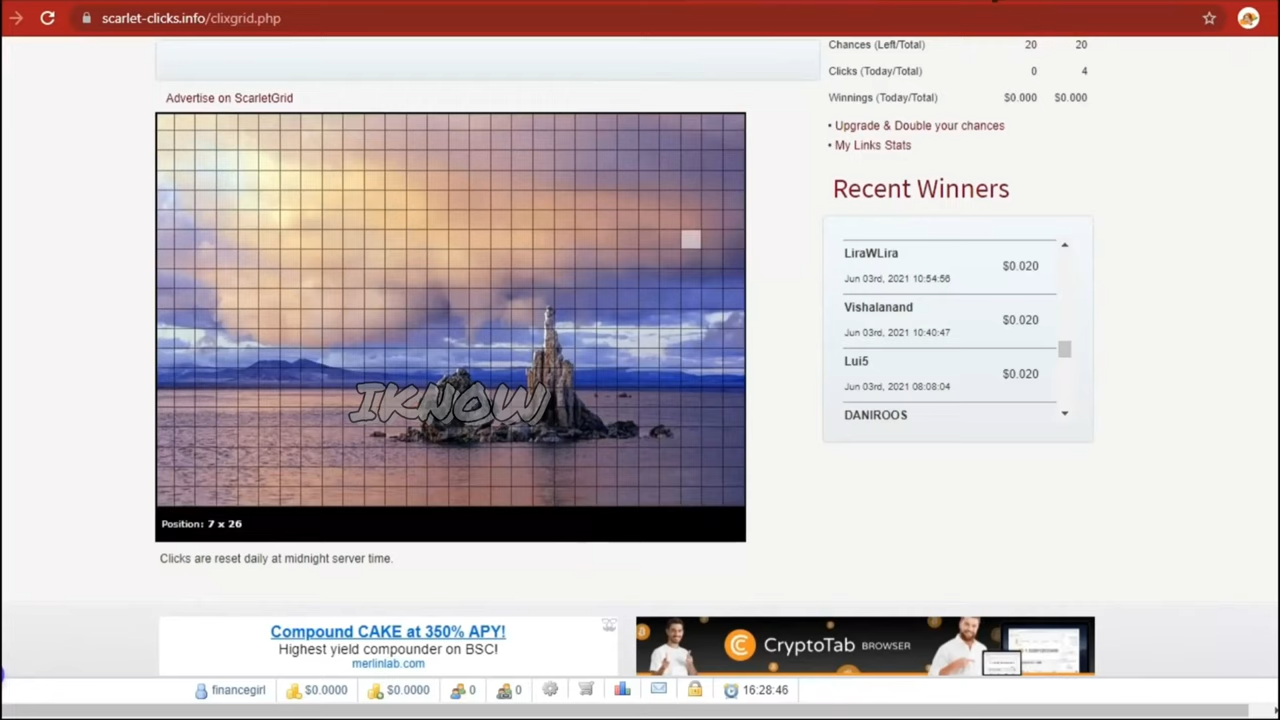 scarlet-clicks.info/clixgrid.php
Chances (Left/Total) 20 20
Clicks (Today/Total) 0 4
Winnings (Today/Total) $0.000 $0.000
• Upgrade & Double your chances
• My Links Stats
Advertise on ScarletGrid
Recent Winners
LiraWLira
$0.020
Jun 03rd, 2021 10:54:56
Vishalanand
$0.020
Jun 03rd, 2021 10:40:47
Lui5
$0.020
Jun 03rd, 2021 08:08:04
DANIROOS
IKNOW
Position: 7 x 26
Clicks are reset daily at midnight server time.
Compound CAKE at 350% APY!
Highest yield compounder on BSC!
merlinlab.com
CryptoTab BROWSER
financegirl $0.0000 $0.0000 0 0 16:28:46